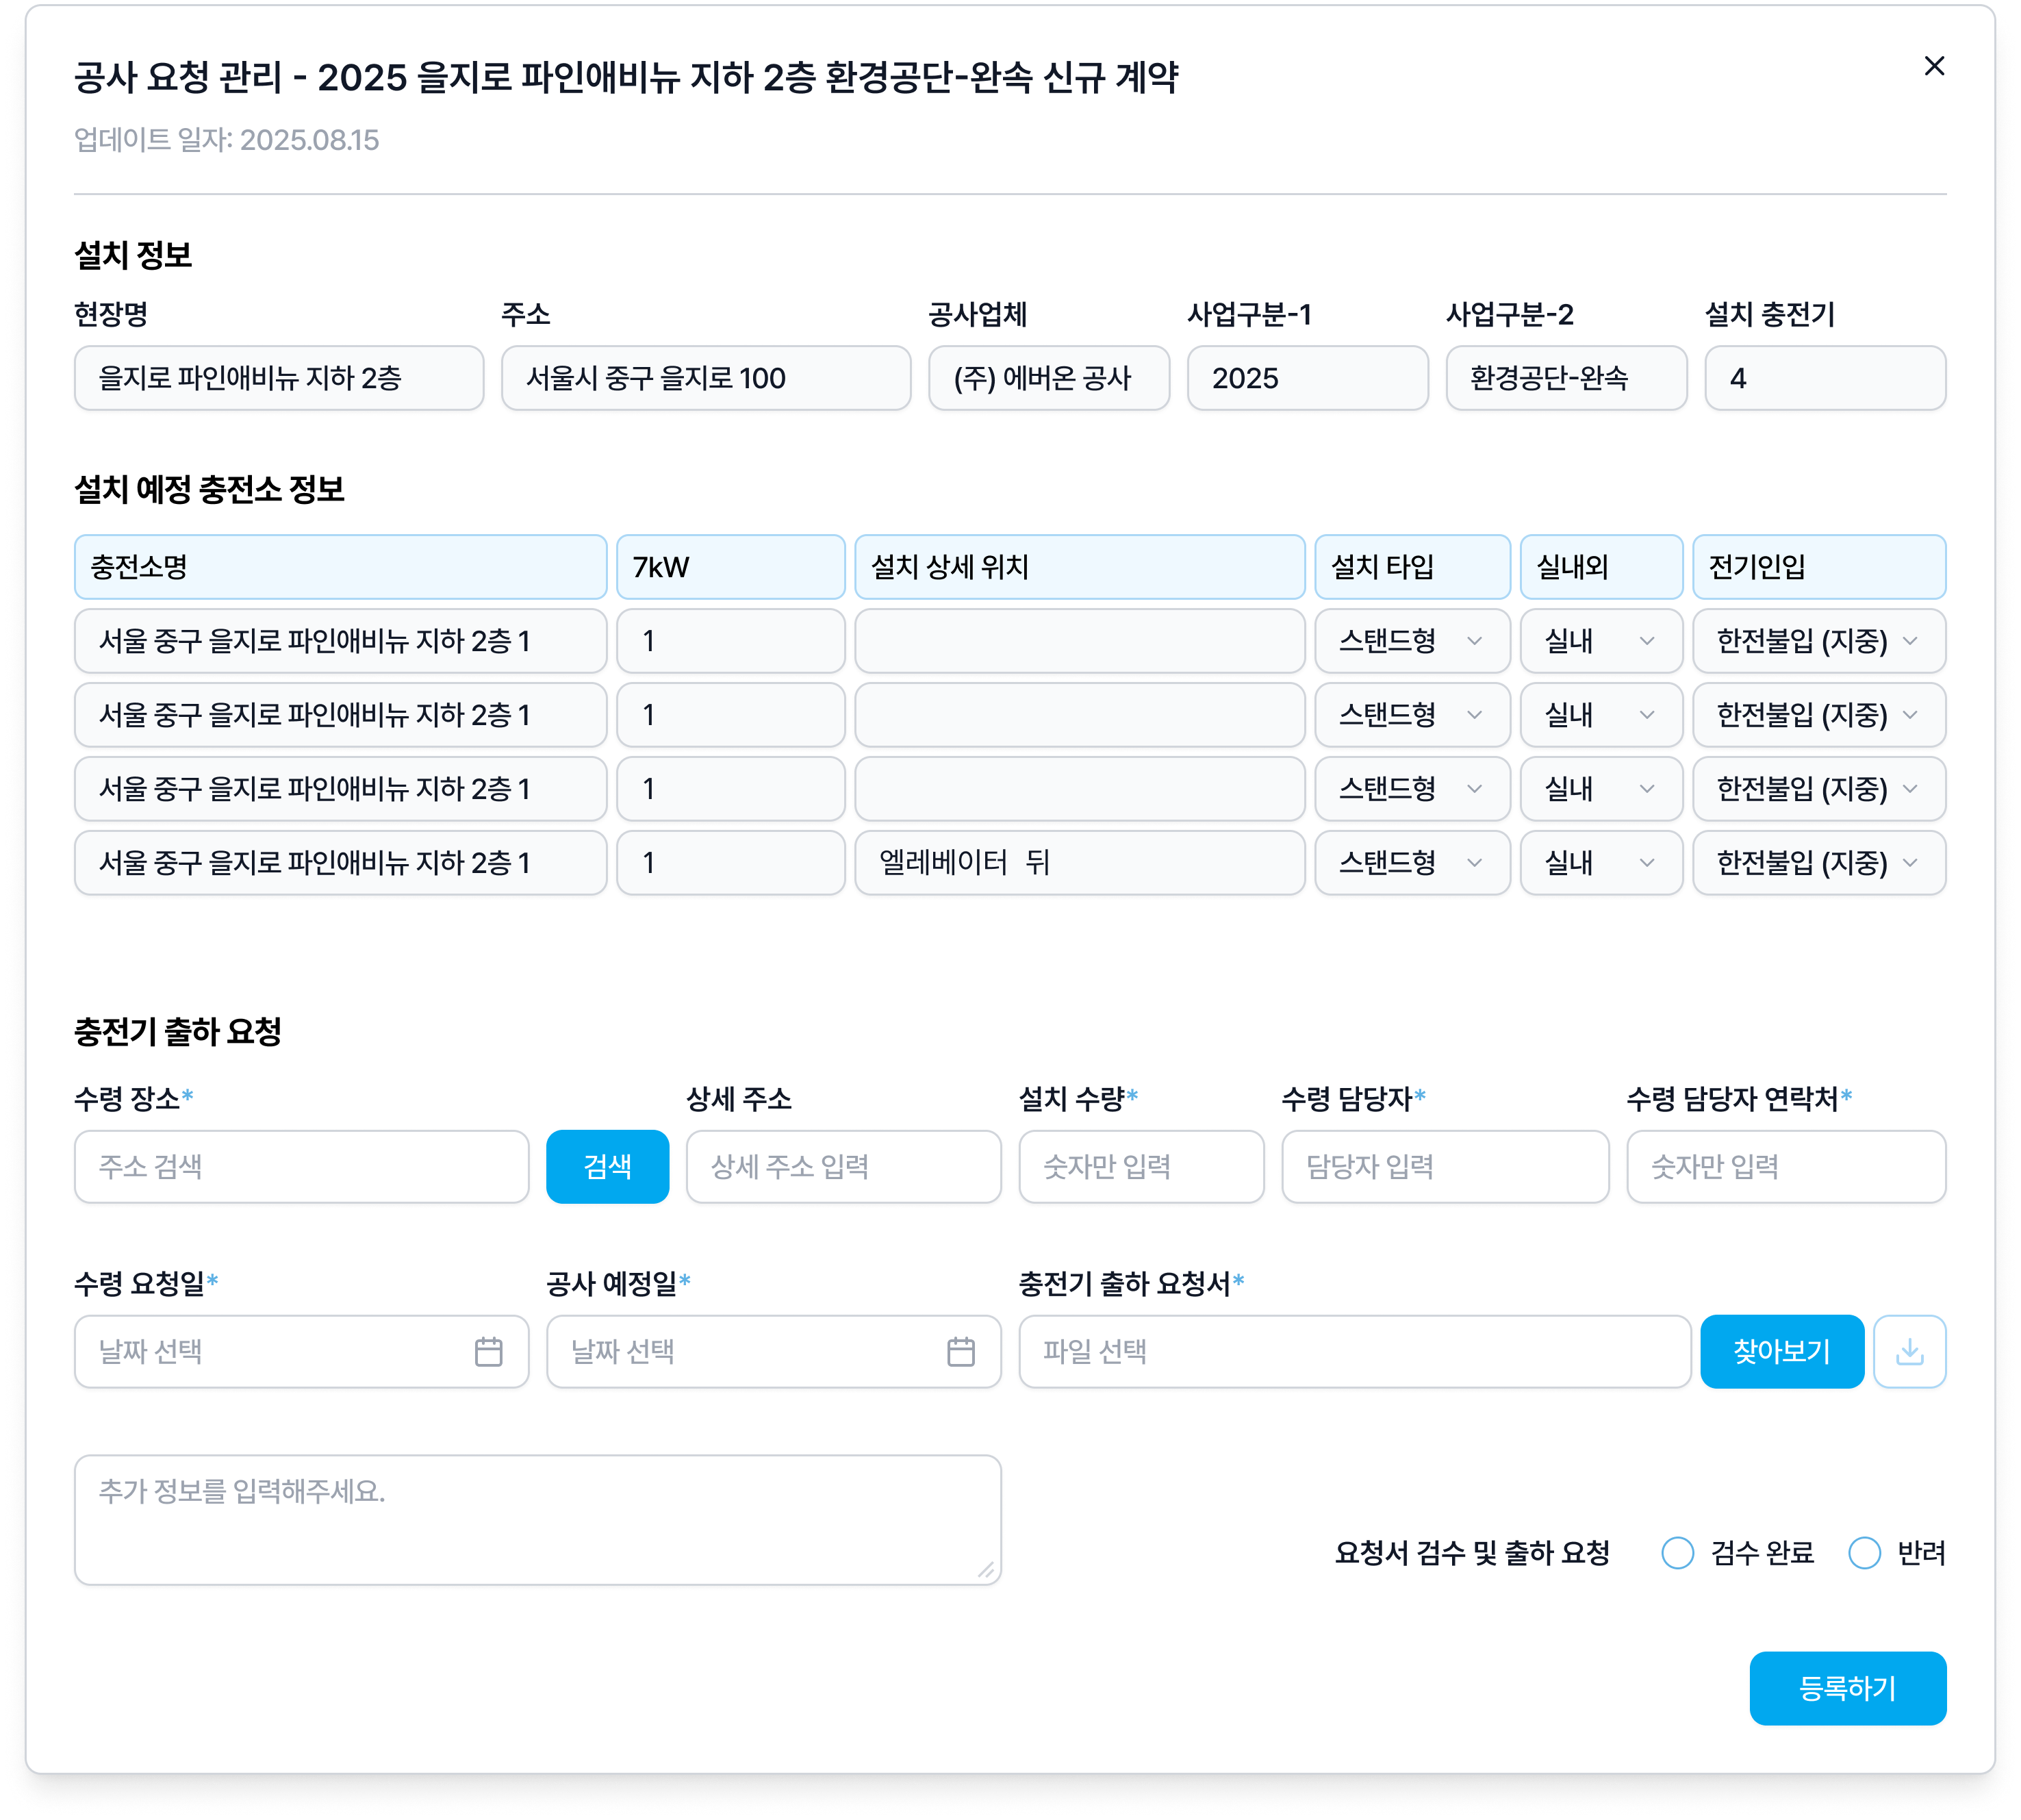 공사 요청 관리 - 2025 을지로 파인애비뉴 지하 2층 환경공단-완속 신규 계약
업데이트 일자: 2025.08.15
설치 정보
현장명 주소 공사업체 사업구분-1 사업구분-2 설치 충전기
을지로 파인애비뉴 지하 2층 서울시 중구 을지로 100 (주) 에버온 공사 2025 환경공단-완속 4
설치 예정 충전소 정보
충전소명 7kW 설치 상세 위치 설치 타입 실내외 전기인입
서울 중구 을지로 파인애비뉴 지하 2층 1 1 스탠드형 실내 한전불입 (지중)
서울 중구 을지로 파인애비뉴 지하 2층 1 1 스탠드형 실내 한전불입 (지중)
서울 중구 을지로 파인애비뉴 지하 2층 1 1 스탠드형 실내 한전불입 (지중)
서울 중구 을지로 파인애비뉴 지하 2층 1 1 엘레베이터 뒤 스탠드형 실내 한전불입 (지중)
충전기 출하 요청
수령 장소* 상세 주소 설치 수량* 수령 담당자* 수령 담당자 연락처*
주소 검색 검색 상세 주소 입력 숫자만 입력 담당자 입력 숫자만 입력
수령 요청일* 공사 예정일* 충전기 출하 요청서*
날짜 선택 날짜 선택 파일 선택 찾아보기
추가 정보를 입력해주세요.
요청서 검수 및 출하 요청 검수 완료 반려
등록하기